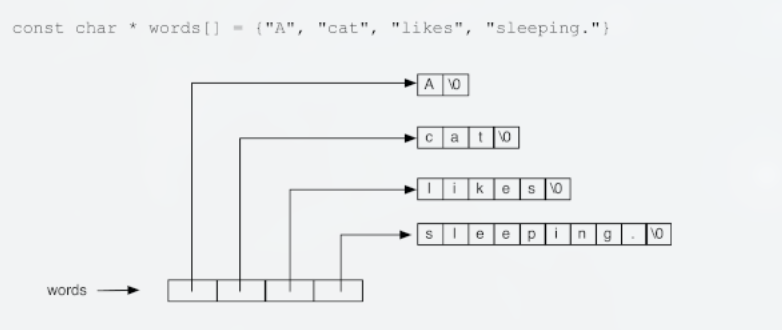 const char * words[] = {"A", "cat", "likes", "sleeping."}
A \0
c a t \0
l i k e s \0
s l e e p i n g . \0
words